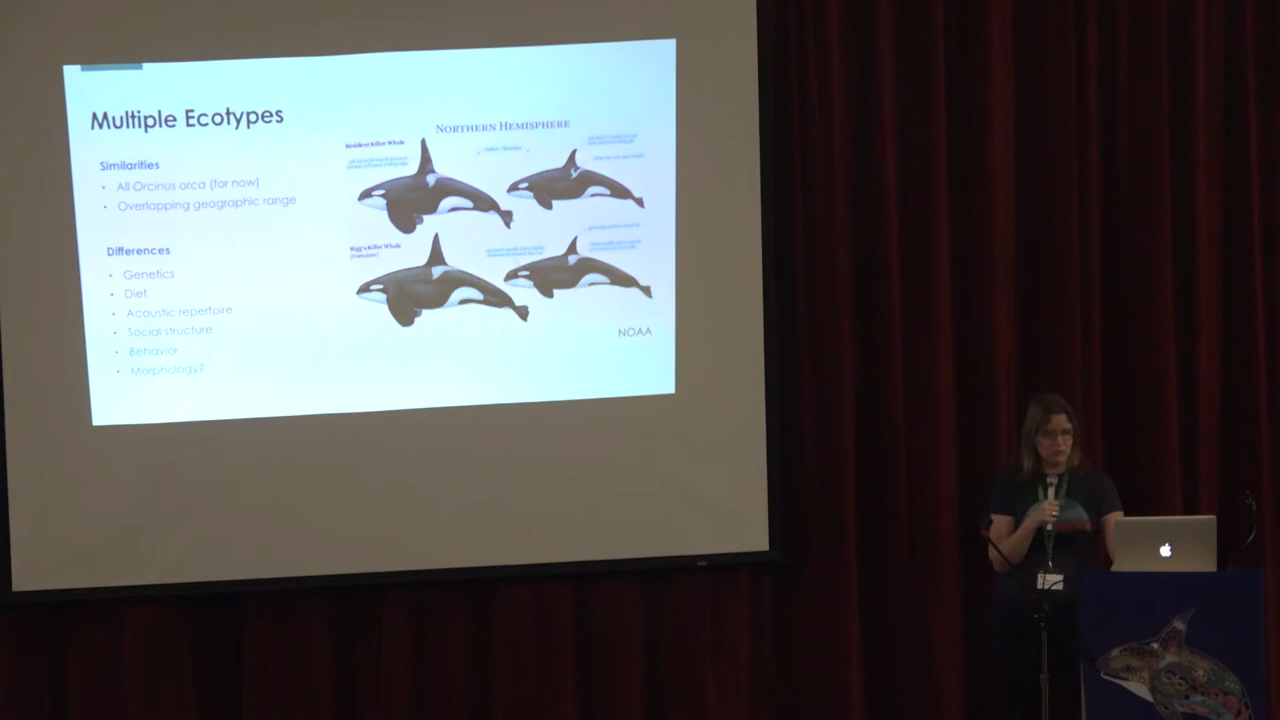 Multiple Ecotypes
Similarities
• All Orcinus orca (for now)
• Overlapping geographic range
Differences
• Genetics
• Diet
• Acoustic repertoire
• Social structure
• Behavior
• Morphology?
NORTHERN HEMISPHERE
Resident Killer Whale
Bigg's Killer Whale
(transient)
NOAA